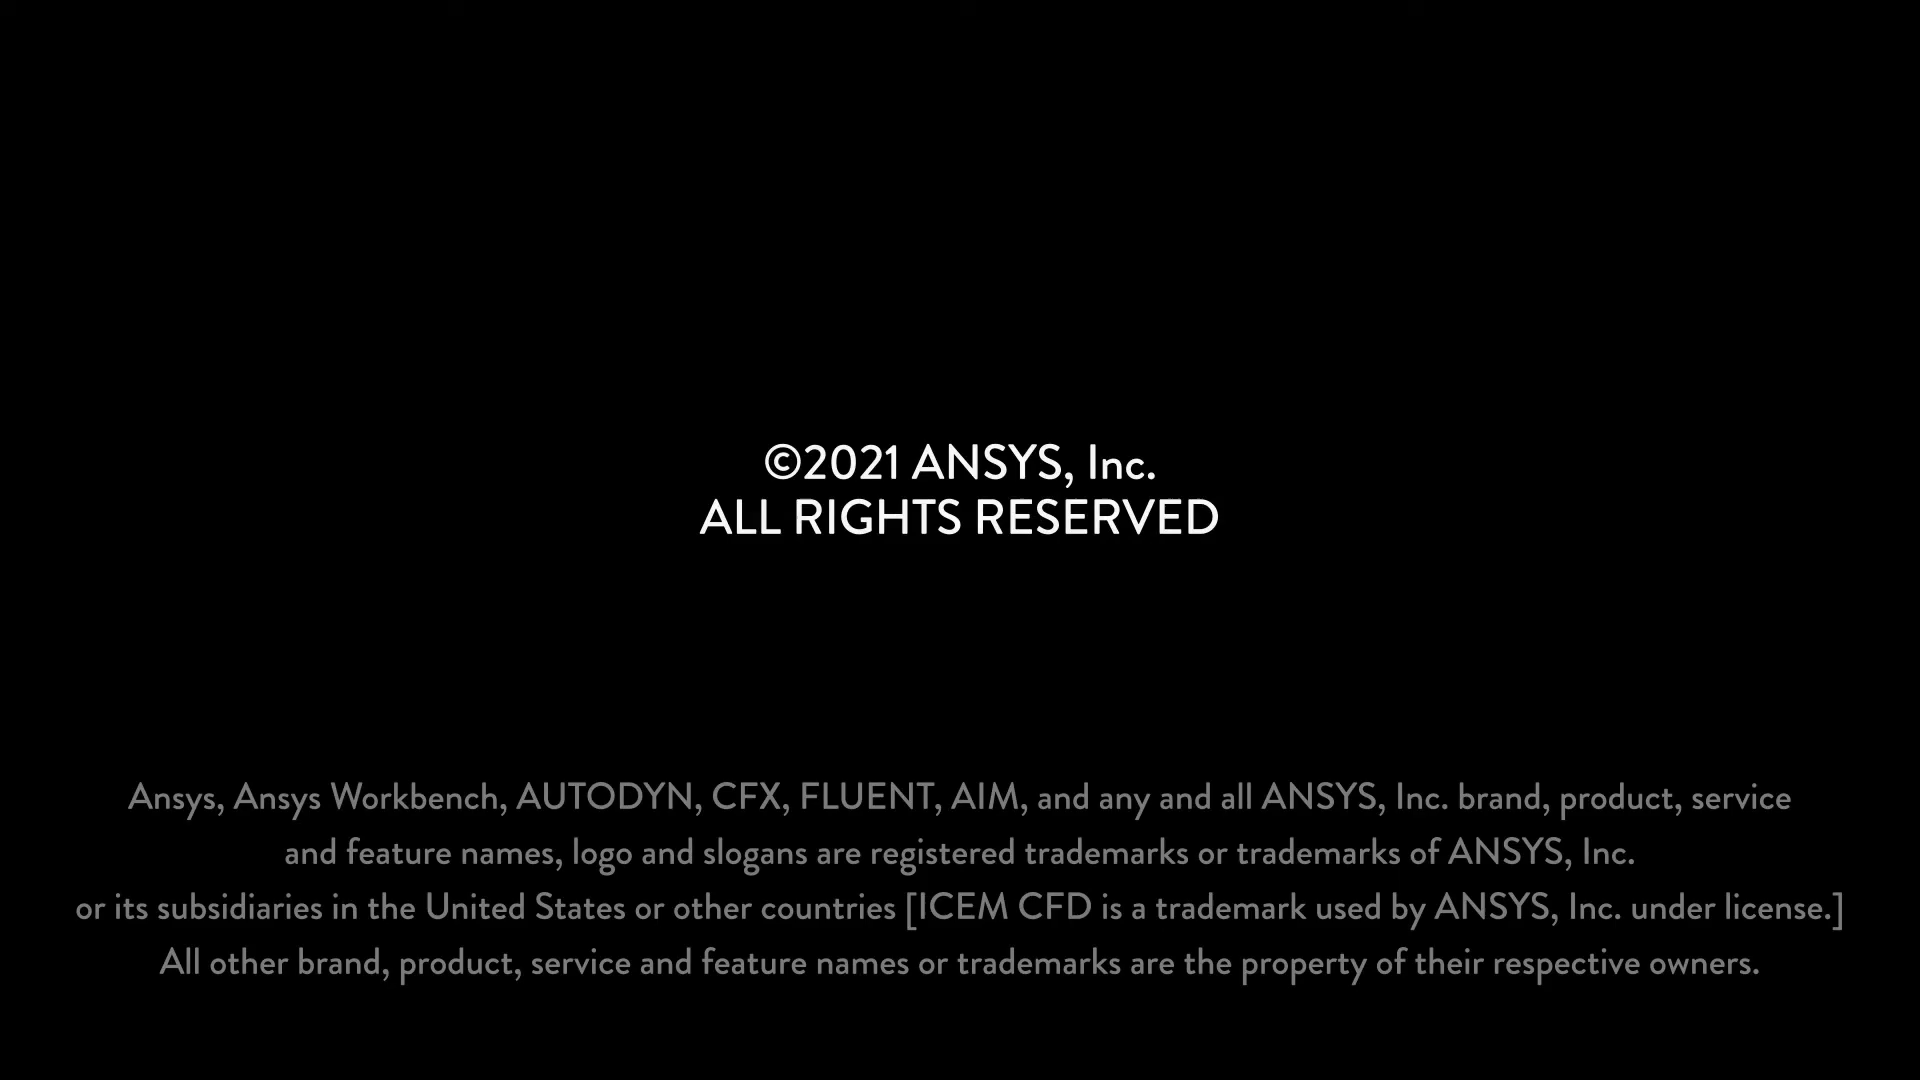 ©2021 ANSYS, Inc.
ALL RIGHTS RESERVED
Ansys, Ansys Workbench, AUTODYN, CFX, FLUENT, AIM, and any and all ANSYS, Inc. brand, product, service
and feature names, logo and slogans are registered trademarks or trademarks of ANSYS, Inc.
or its subsidiaries in the United States or other countries [ICEM CFD is a trademark used by ANSYS, Inc. under license.]
All other brand, product, service and feature names or trademarks are the property of their respective owners.